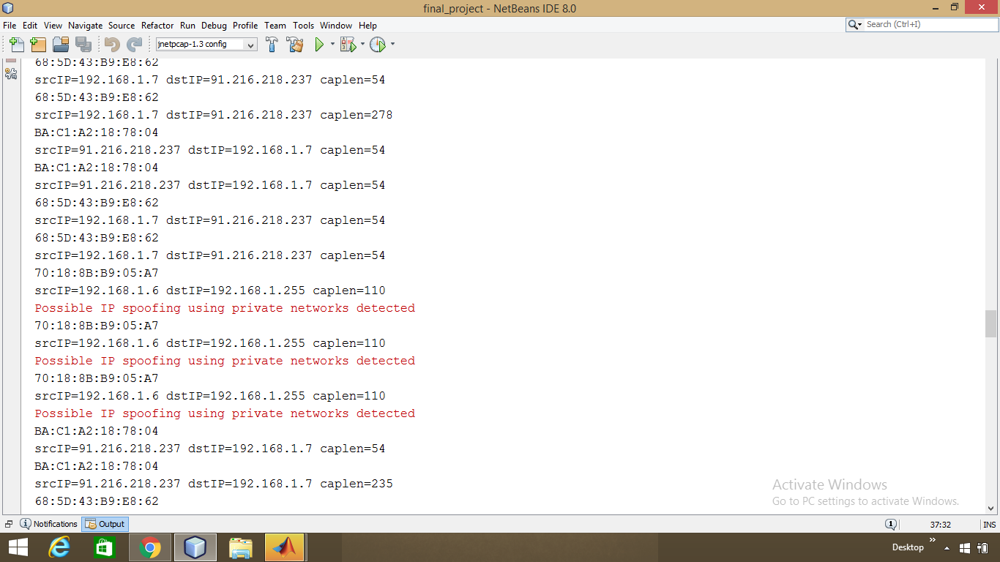 final_project - NetBeans IDE 8.0
File Edit View Navigate Source Refactor Run Debug Profile Team Tools Window Help
Search (Ctrl+I)
jnetpcap-1.3 config
68:5D:43:B9:E8:62
srcIP=192.168.1.7 dstIP=91.216.218.237 caplen=54
68:5D:43:B9:E8:62
srcIP=192.168.1.7 dstIP=91.216.218.237 caplen=278
BA:C1:A2:18:78:04
srcIP=91.216.218.237 dstIP=192.168.1.7 caplen=54
BA:C1:A2:18:78:04
srcIP=91.216.218.237 dstIP=192.168.1.7 caplen=54
68:5D:43:B9:E8:62
srcIP=192.168.1.7 dstIP=91.216.218.237 caplen=54
68:5D:43:B9:E8:62
srcIP=192.168.1.7 dstIP=91.216.218.237 caplen=54
70:18:8B:B9:05:A7
srcIP=192.168.1.6 dstIP=192.168.1.255 caplen=110
Possible IP spoofing using private networks detected
70:18:8B:B9:05:A7
srcIP=192.168.1.6 dstIP=192.168.1.255 caplen=110
Possible IP spoofing using private networks detected
70:18:8B:B9:05:A7
srcIP=192.168.1.6 dstIP=192.168.1.255 caplen=110
Possible IP spoofing using private networks detected
BA:C1:A2:18:78:04
srcIP=91.216.218.237 dstIP=192.168.1.7 caplen=54
BA:C1:A2:18:78:04
srcIP=91.216.218.237 dstIP=192.168.1.7 caplen=235
68:5D:43:B9:E8:62
Activate Windows
Go to PC settings to activate Windows.
Notifications Output
1 37:32 INS
Desktop »